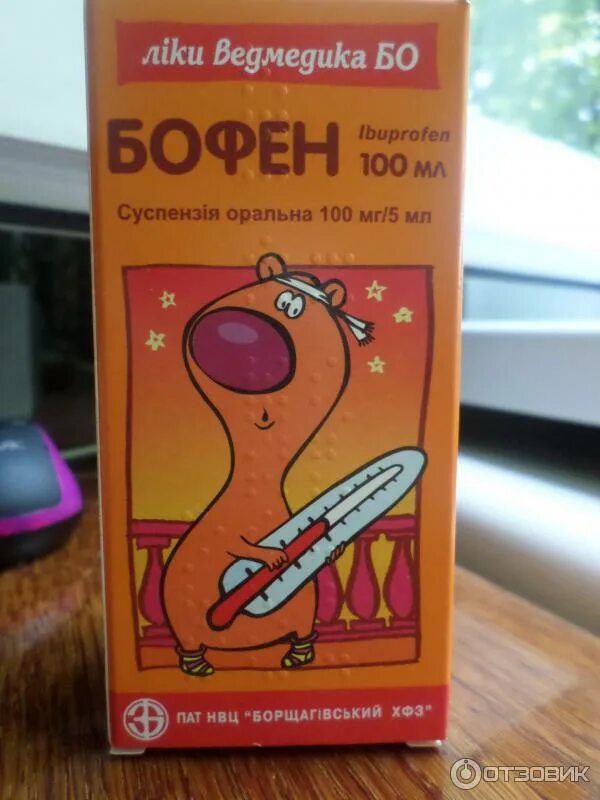 ліки ведмедика БО
БОФЕН
Ibuprofen
100 мл
Суспензія оральна 100 мг/5 мл
ПАТ НВЦ "БОРЩАГІВСЬКИЙ ХФЗ"
ОТЗОВИК